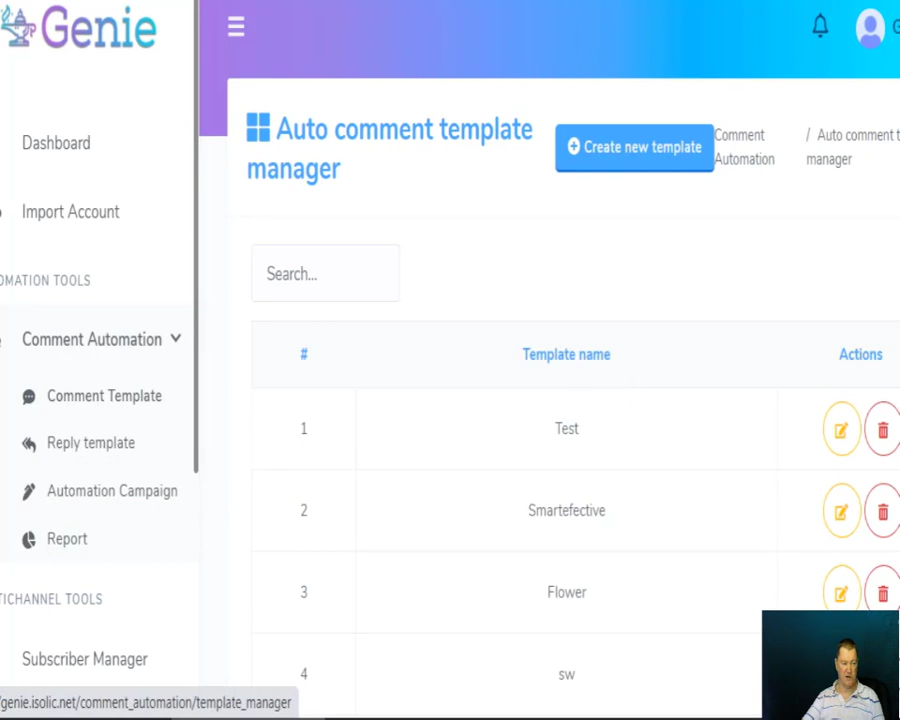 Genie
Dashboard
Import Account
OMATION TOOLS
Comment Automation
Comment Template
Reply template
Automation Campaign
Report
TICHANNEL TOOLS
Subscriber Manager
/genie.isolic.net/comment_automation/template_manager
Auto comment template
manager
Create new template
Comment
Automation
/ Auto comment t
manager
Search...
# Template name Actions
1 Test
2 Smartefective
3 Flower
4 sw